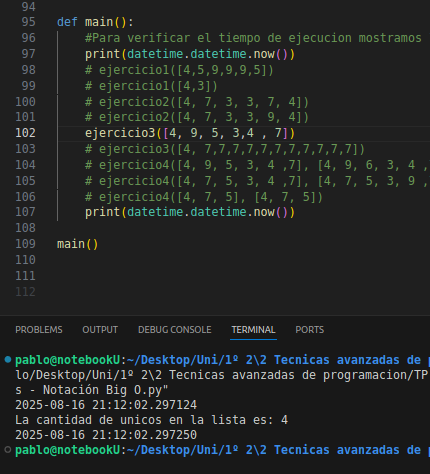 94
95 def main():
96 #Para verificar el tiempo de ejecucion mostramos
97 print(datetime.datetime.now())
98 # ejercicio1([4,5,9,9,9,5])
99 # ejercicio1([4,3])
100 # ejercicio2([4, 7, 3, 3, 7, 4])
101 # ejercicio2([4, 7, 3, 3, 9, 4])
102 ejercicio3([4, 9, 5, 3,4 , 7])
103 # ejercicio3([4, 7,7,7,7,7,7,7,7,7,7])
104 # ejercicio4([4, 9, 5, 3, 4 ,7], [4, 9, 6, 3, 4 ,
105 # ejercicio4([4, 7, 5, 3, 4 ,7], [4, 7, 5, 3, 9 ,
106 # ejercicio4([4, 7, 5], [4, 7, 5])
107 print(datetime.datetime.now())
108
109 main()
110
111
112
PROBLEMS OUTPUT DEBUG CONSOLE TERMINAL PORTS
pablo@notebookU:~/Desktop/Uni/1º 2\2 Tecnicas avanzadas de
lo/Desktop/Uni/1º 2\2 Tecnicas avanzadas de programacion/TP
s - Notación Big O.py"
2025-08-16 21:12:02.297124
La cantidad de unicos en la lista es: 4
2025-08-16 21:12:02.297250
pablo@notebookU:~/Desktop/Uni/1º 2\2 Tecnicas avanzadas de